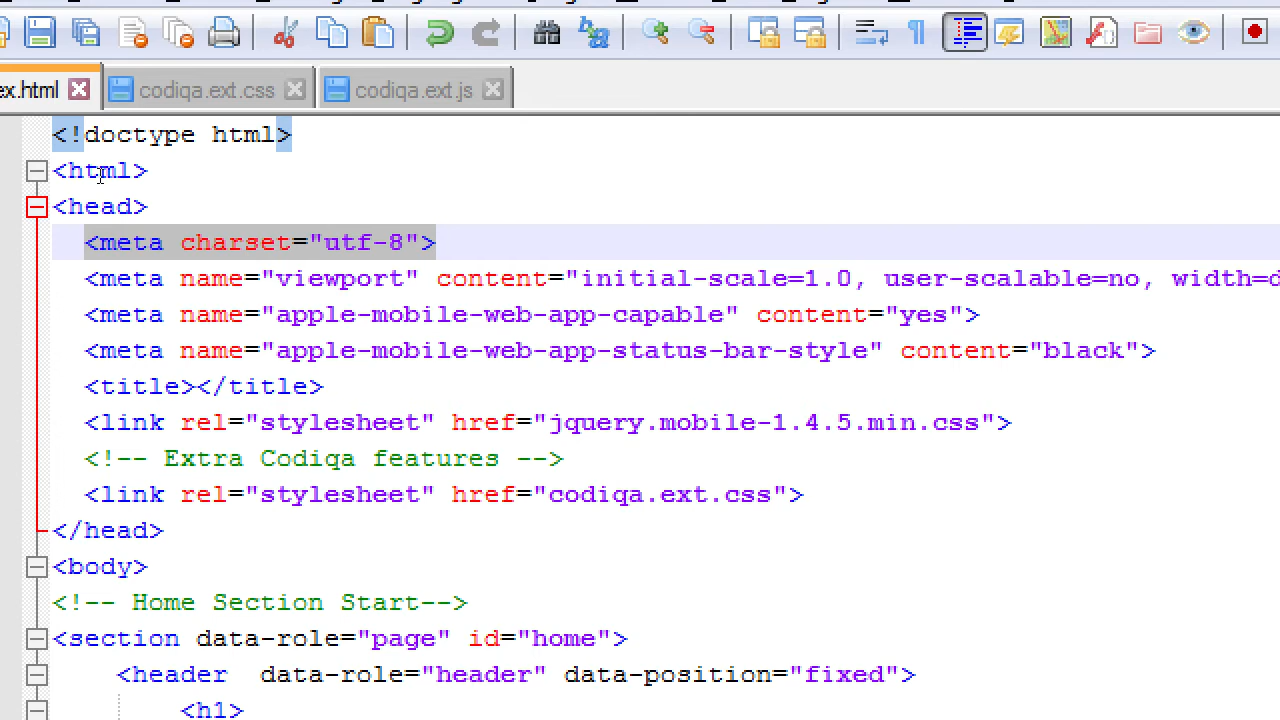 ex.html codiqa.ext.css codiqa.ext.js
<!doctype html>
<html>
<head>
<meta charset="utf-8">
<meta name="viewport" content="initial-scale=1.0, user-scalable=no, width=d
<meta name="apple-mobile-web-app-capable" content="yes">
<meta name="apple-mobile-web-app-status-bar-style" content="black">
<title></title>
<link rel="stylesheet" href="jquery.mobile-1.4.5.min.css">
<!-- Extra Codiqa features -->
<link rel="stylesheet" href="codiqa.ext.css">
</head>
<body>
<!-- Home Section Start-->
<section data-role="page" id="home">
<header  data-role="header" data-position="fixed">
<h1>